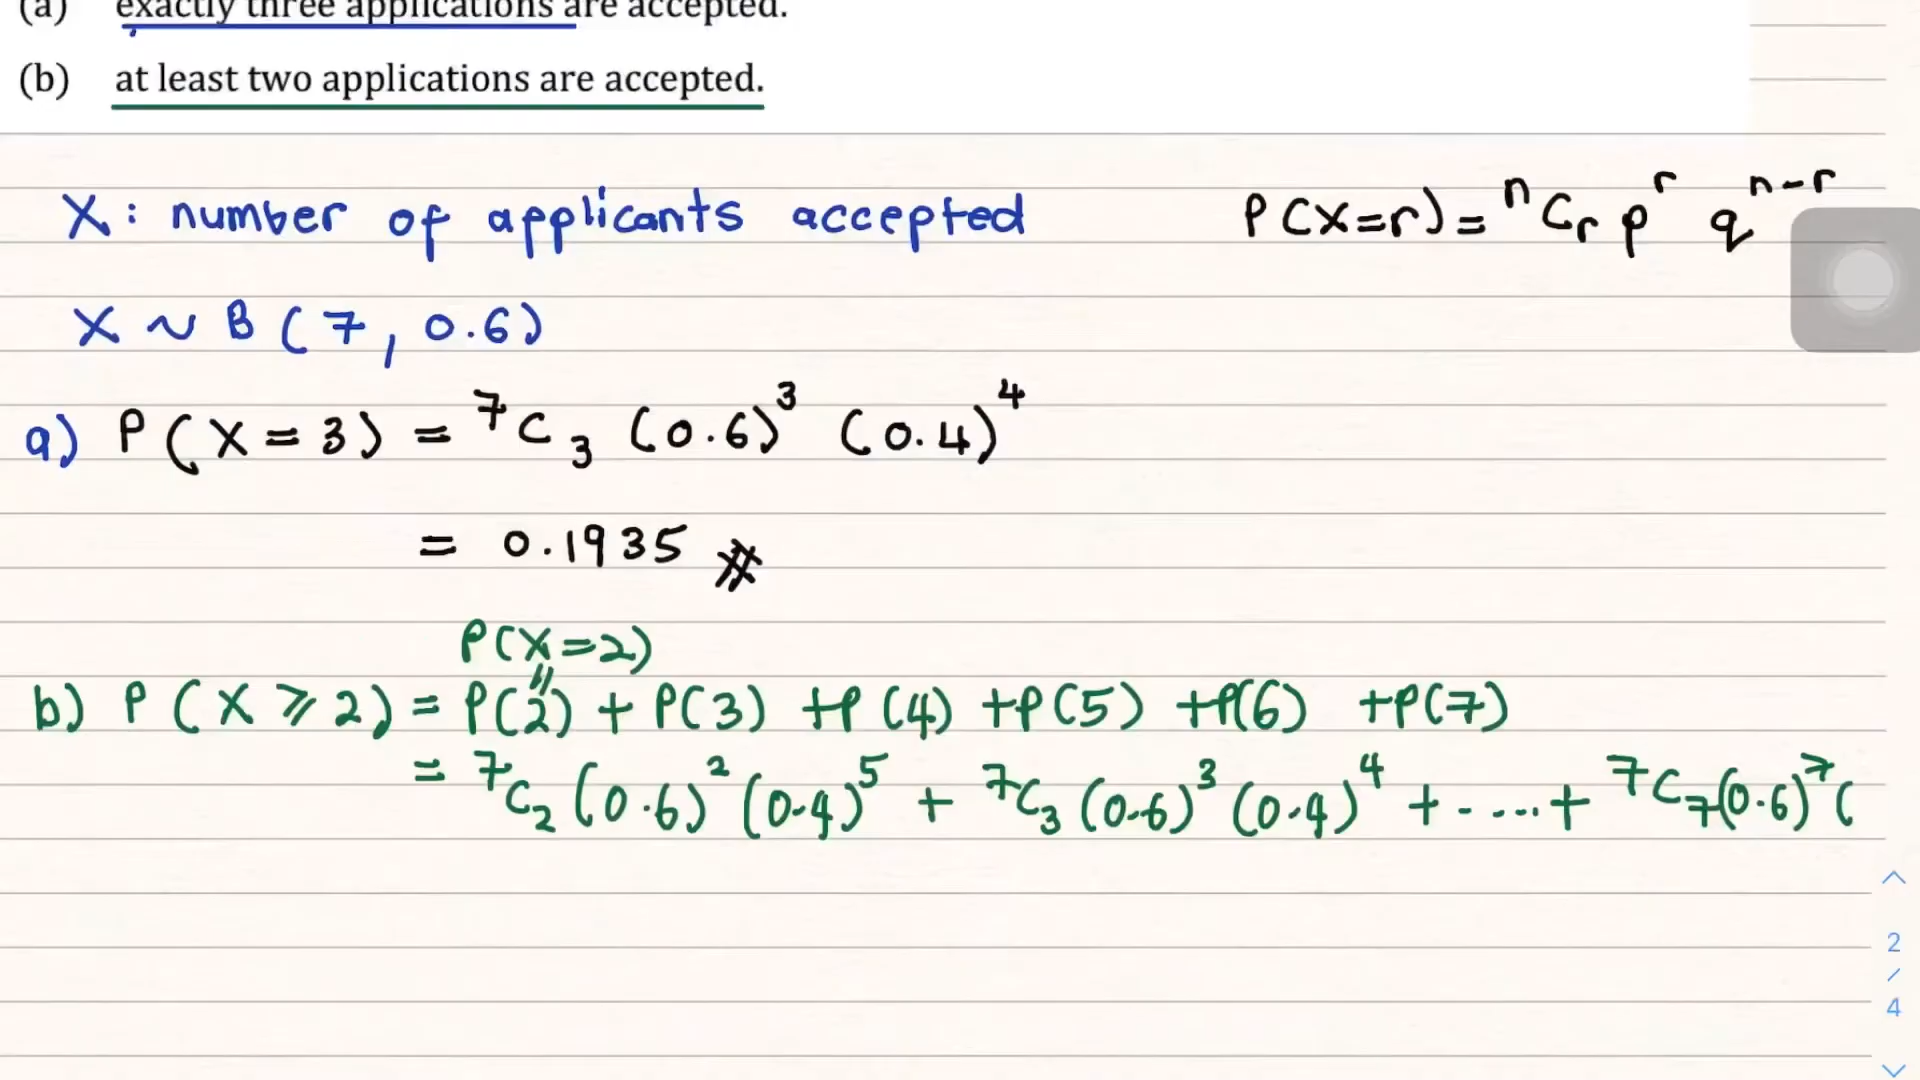 (a) exactly three applications are accepted.
(b) at least two applications are accepted.
X : number of applicants accepted
P(X=r) = ⁿCᵣ pʳ qⁿ⁻ʳ
X ~ B(7, 0.6)
a) P(X=3) = ⁷C₃ (0.6)³ (0.4)⁴
= 0.1935 #
P(X=2)
b) P(X ⩾ 2) = P(2) + P(3) + P(4) + P(5) + P(6) + P(7)
= ⁷C₂ (0.6)² (0.4)⁵ + ⁷C₃ (0.6)³ (0.4)⁴ + ..... + ⁷C₇(0.6)⁷(
2
/
4